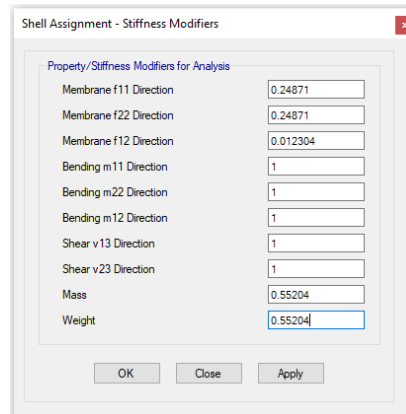 Shell Assignment - Stiffness Modifiers
x
Property/Stiffness Modifiers for Analysis
Membrane f11 Direction 0.24871
Membrane f22 Direction 0.24871
Membrane f12 Direction 0.012304
Bending m11 Direction 1
Bending m22 Direction 1
Bending m12 Direction 1
Shear v13 Direction 1
Shear v23 Direction 1
Mass 0.55204
Weight 0.55204
OK Close Apply